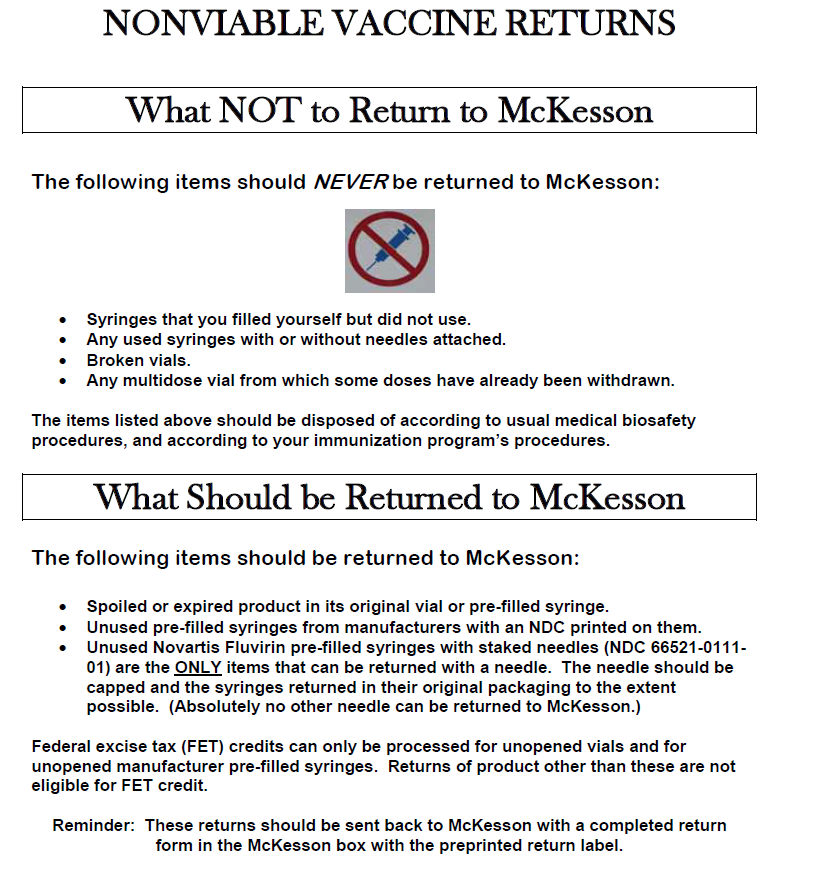 NONVIABLE VACCINE RETURNS
What NOT to Return to McKesson
The following items should NEVER be returned to McKesson:
• Syringes that you filled yourself but did not use.
• Any used syringes with or without needles attached.
• Broken vials.
• Any multidose vial from which some doses have already been withdrawn.
The items listed above should be disposed of according to usual medical biosafety
procedures, and according to your immunization program's procedures.
What Should be Returned to McKesson
The following items should be returned to McKesson:
• Spoiled or expired product in its original vial or pre-filled syringe.
• Unused pre-filled syringes from manufacturers with an NDC printed on them.
• Unused Novartis Fluvirin pre-filled syringes with staked needles (NDC 66521-0111-
01) are the ONLY items that can be returned with a needle.  The needle should be
capped and the syringes returned in their original packaging to the extent
possible.  (Absolutely no other needle can be returned to McKesson.)
Federal excise tax (FET) credits can only be processed for unopened vials and for
unopened manufacturer pre-filled syringes.  Returns of product other than these are not
eligible for FET credit.
Reminder:  These returns should be sent back to McKesson with a completed return
form in the McKesson box with the preprinted return label.